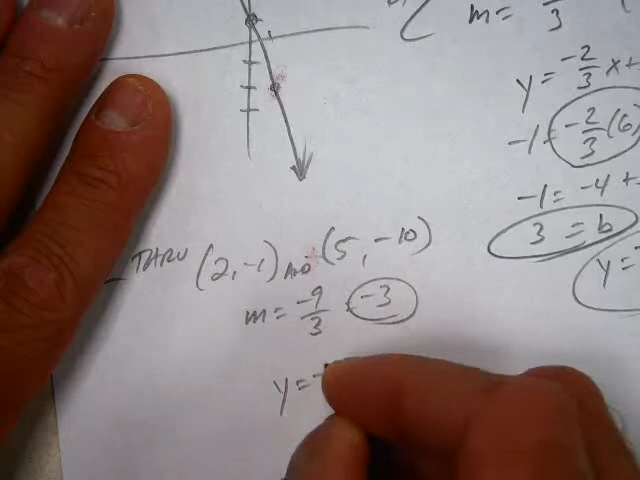 m = /3
y = -2/3 x +
-1 = -2/3 (6)
-1 = -4 +
3 = b
y =
THRU (2, -1) AND (5, -10)
m = -9/3 = -3
y = -